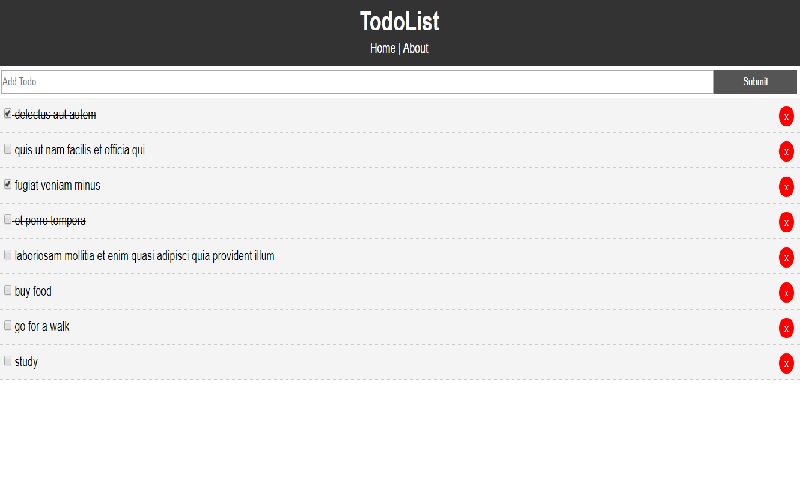 TodoList
Home | About
Add Todo
Submit
delectus aut autem
x
quis ut nam facilis et officia qui
x
fugiat veniam minus
x
et porro tempora
x
laboriosam mollitia et enim quasi adipisci quia provident illum
x
buy food
x
go for a walk
x
study
x